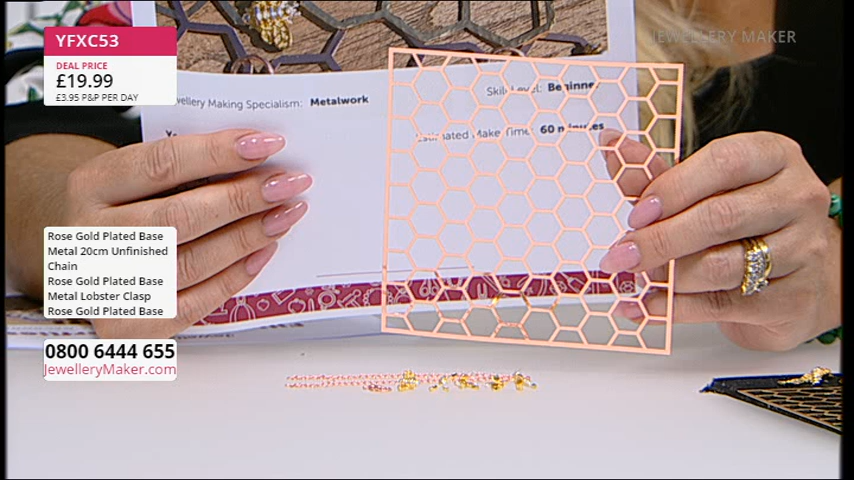 YFXC53
DEAL PRICE
£19.99
£3.95 P&P PER DAY
JEWELLERY MAKER
Jewellery Making Specialism: Metalwork
Skill Level: Beginner
Estimated Make Time: 60 minutes
Rose Gold Plated Base
Metal 20cm Unfinished
Chain
Rose Gold Plated Base
Metal Lobster Clasp
Rose Gold Plated Base
0800 6444 655
JewelleryMaker.com